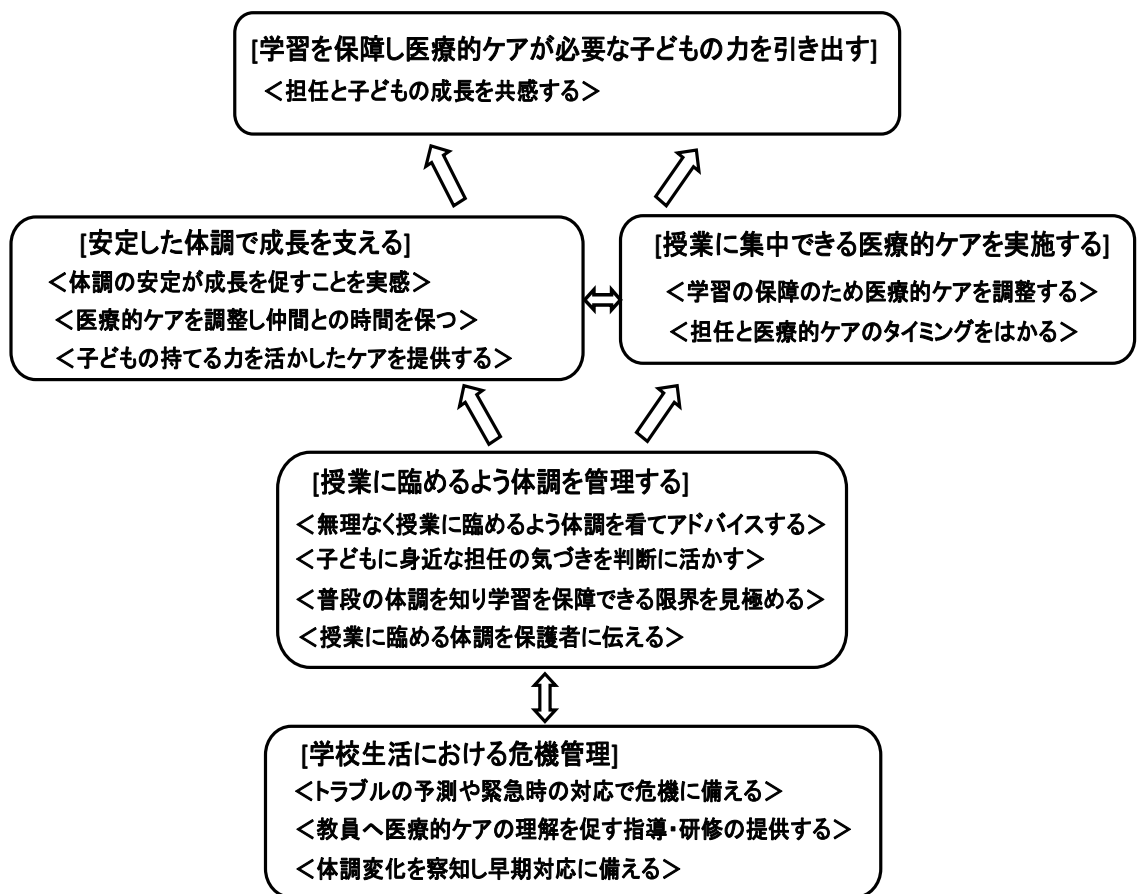 [学習を保障し医療的ケアが必要な子どもの力を引き出す]
＜担任と子どもの成長を共感する＞
[安定した体調で成長を支える]
＜体調の安定が成長を促すことを実感＞
＜医療的ケアを調整し仲間との時間を保つ＞
＜子どもの持てる力を活かしたケアを提供する＞
[授業に集中できる医療的ケアを実施する]
＜学習の保障のため医療的ケアを調整する＞
＜担任と医療的ケアのタイミングをはかる＞
[授業に臨めるよう体調を管理する]
＜無理なく授業に臨めるよう体調を看てアドバイスする＞
＜子どもに身近な担任の気づきを判断に活かす＞
＜普段の体調を知り学習を保障できる限界を見極める＞
＜授業に臨める体調を保護者に伝える＞
[学校生活における危機管理]
＜トラブルの予測や緊急時の対応で危機に備える＞
＜教員へ医療的ケアの理解を促す指導・研修の提供する＞
＜体調変化を察知し早期対応に備える＞